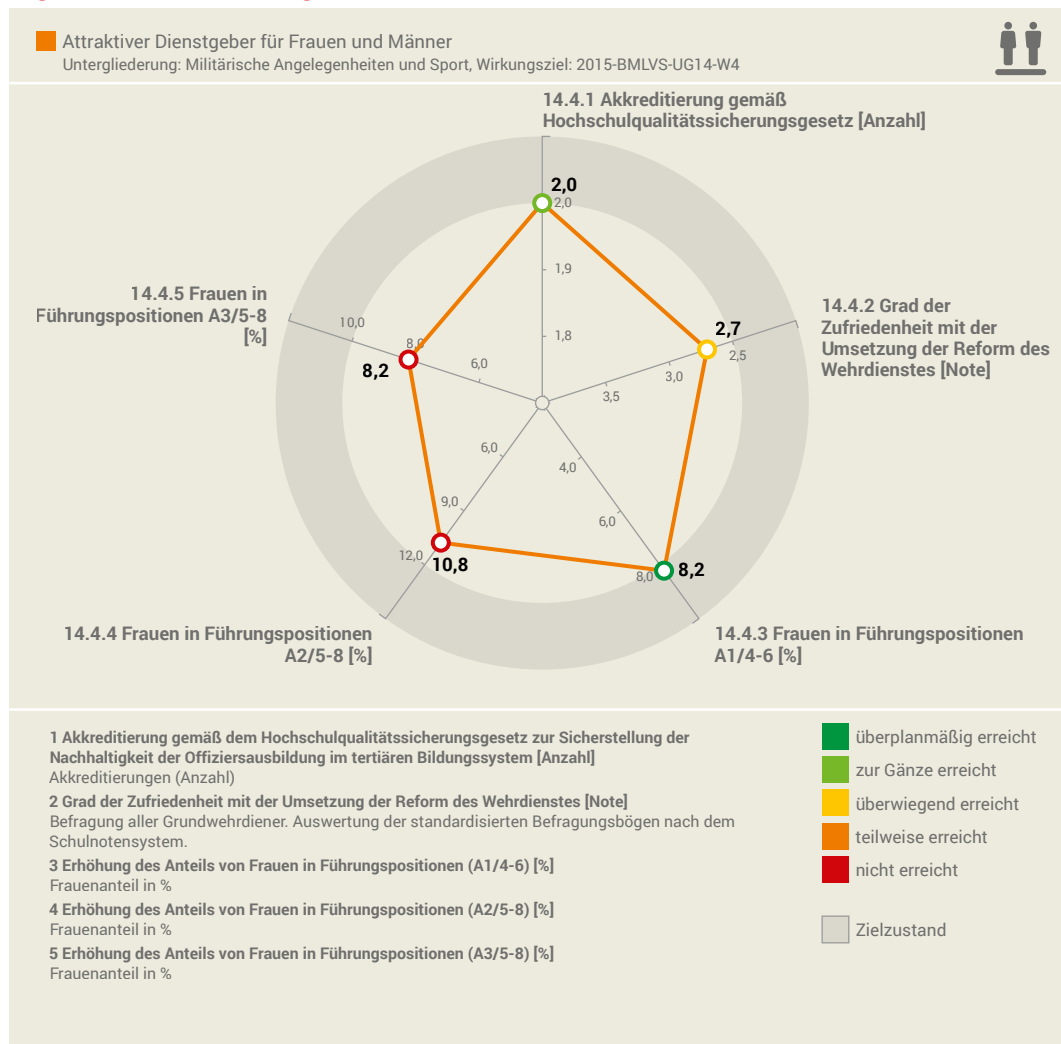 Attraktiver Dienstgeber für Frauen und Männer
Untergliederung: Militärische Angelegenheiten und Sport, Wirkungsziel: 2015-BMLVS-UG14-W4
14.4.1 Akkreditierung gemäß
Hochschulqualitätssicherungsgesetz [Anzahl]
2,0
2,0
1,9
1,8
14.4.2 Grad der
Zufriedenheit mit der
Umsetzung der Reform des
Wehrdienstes [Note]
2,7
2,5
3,0
3,5
14.4.5 Frauen in
Führungspositionen A3/5-8
[%]
10,0
8,0
8,2
6,0
6,0
9,0
12,0
10,8
4,0
6,0
8,0
8,2
14.4.4 Frauen in Führungspositionen
A2/5-8 [%]
14.4.3 Frauen in Führungspositionen
A1/4-6 [%]
1 Akkreditierung gemäß dem Hochschulqualitätssicherungsgesetz zur Sicherstellung der
Nachhaltigkeit der Offiziersausbildung im tertiären Bildungssystem [Anzahl]
Akkreditierungen (Anzahl)
2 Grad der Zufriedenheit mit der Umsetzung der Reform des Wehrdienstes [Note]
Befragung aller Grundwehrdiener. Auswertung der standardisierten Befragungsbögen nach dem
Schulnotensystem.
3 Erhöhung des Anteils von Frauen in Führungspositionen (A1/4-6) [%]
Frauenanteil in %
4 Erhöhung des Anteils von Frauen in Führungspositionen (A2/5-8) [%]
Frauenanteil in %
5 Erhöhung des Anteils von Frauen in Führungspositionen (A3/5-8) [%]
Frauenanteil in %
überplanmäßig erreicht
zur Gänze erreicht
überwiegend erreicht
teilweise erreicht
nicht erreicht
Zielzustand